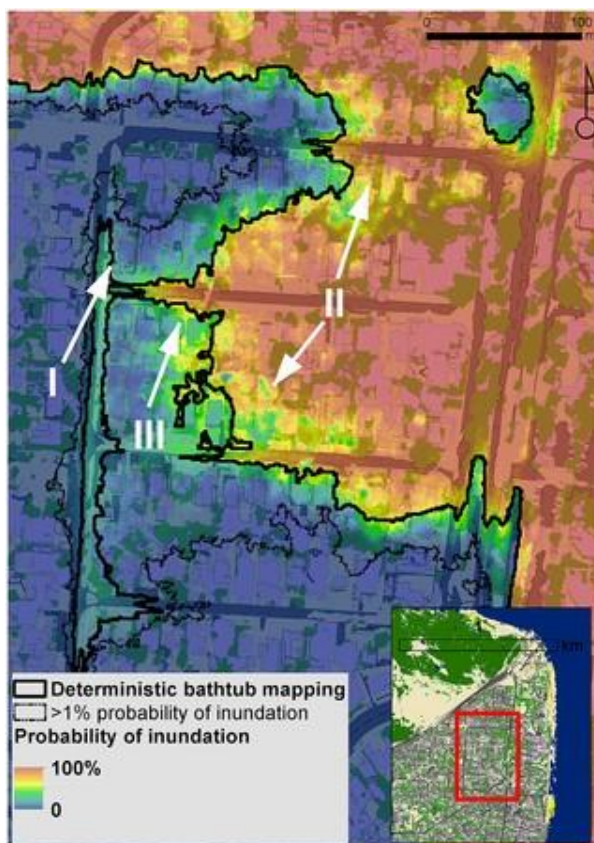 0 100
m
II
I
III
km
Deterministic bathtub mapping
>1% probability of inundation
Probability of inundation
100%
0